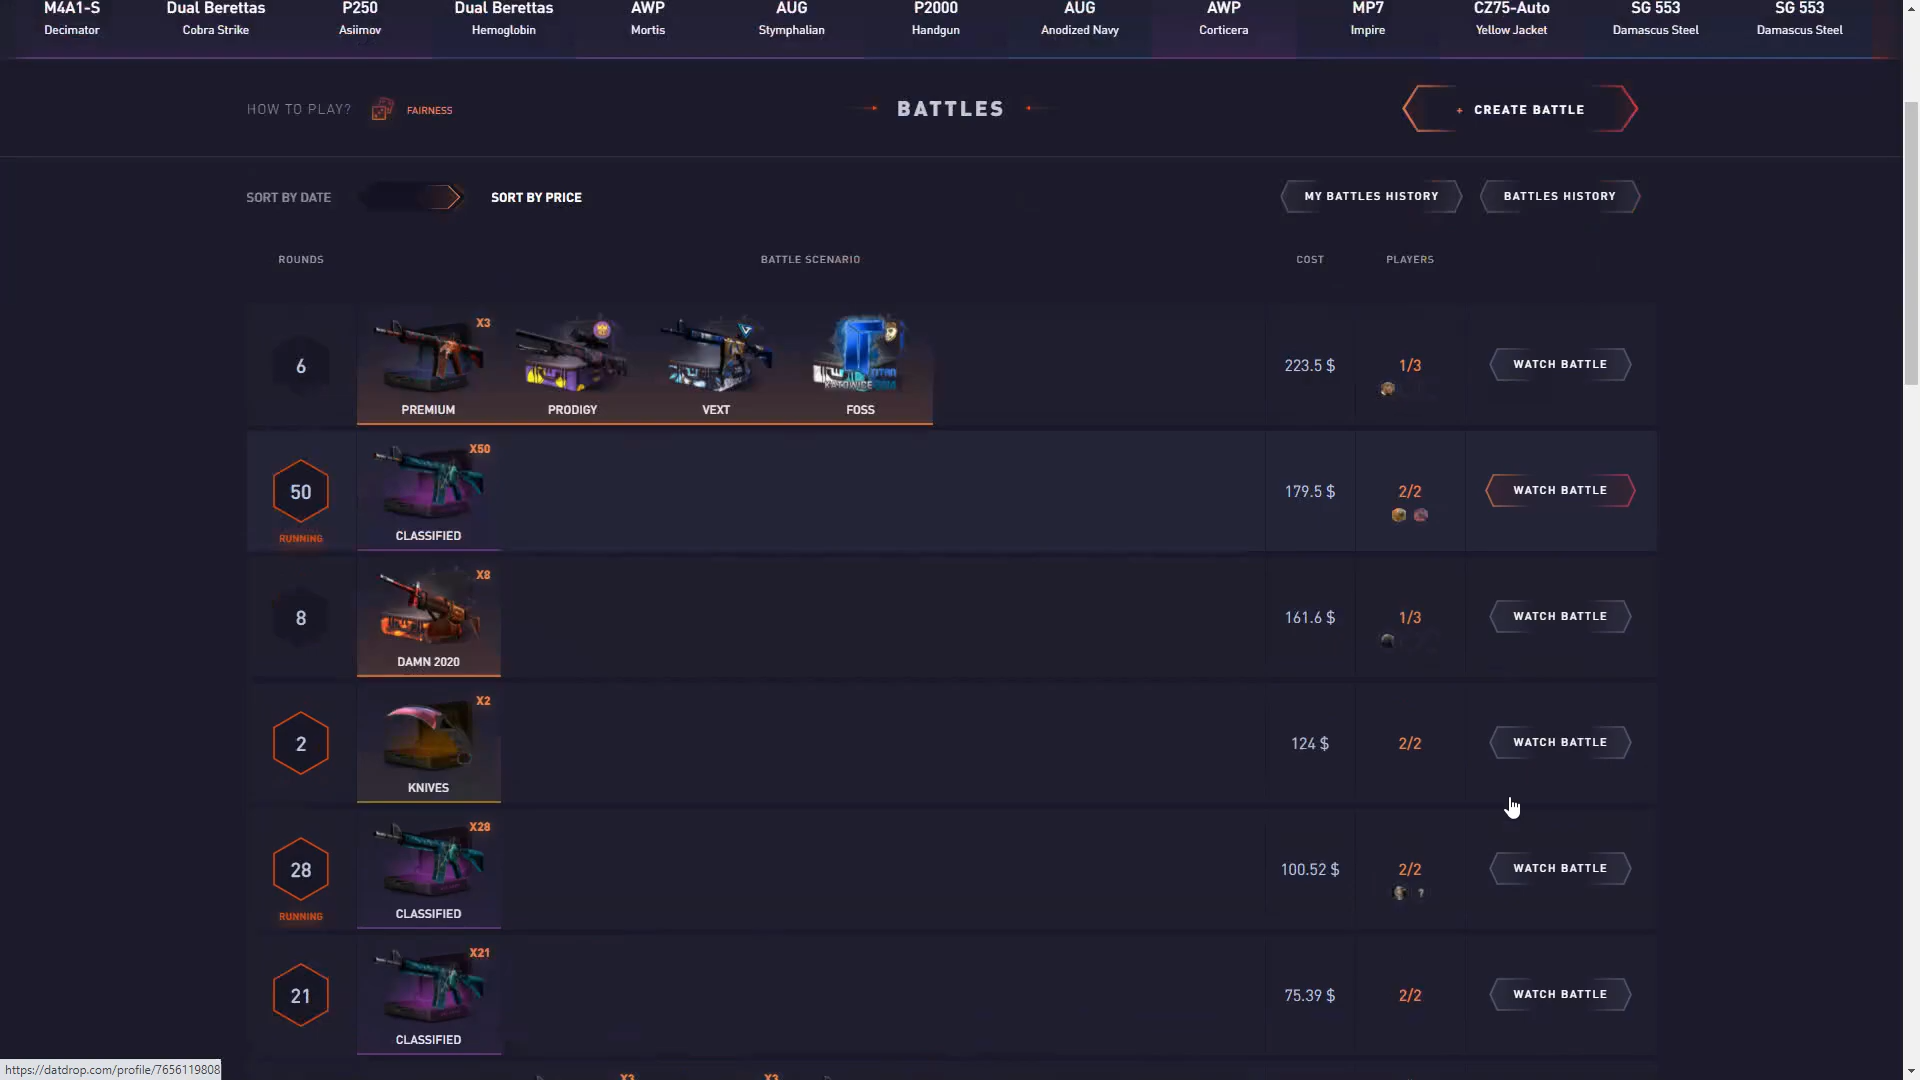 M4A1-S Dual Berettas P250 Dual Berettas AWP AUG P2000 AUG AWP MP7 CZ75-Auto SG 553 SG 553
Decimator Cobra Strike Asiimov Hemoglobin Mortis Stymphalian Handgun Anodized Navy Corticera Impire Yellow Jacket Damascus Steel Damascus Steel
HOW TO PLAY? FAIRNESS BATTLES + CREATE BATTLE
SORT BY DATE SORT BY PRICE MY BATTLES HISTORY BATTLES HISTORY
ROUNDS BATTLE SCENARIO COST PLAYERS
X3
6 223.5 $ 1/3 WATCH BATTLE
KATOWICE
PREMIUM PRODIGY VEXT FOSS
X50
50 179.5 $ 2/2 WATCH BATTLE
RUNNING CLASSIFIED
X8
8 161.6 $ 1/3 WATCH BATTLE
DAMN 2020
X2
2 124 $ 2/2 WATCH BATTLE
KNIVES
X28
28 100.52 $ 2/2 WATCH BATTLE
?
RUNNING CLASSIFIED
X21
21 75.39 $ 2/2 WATCH BATTLE
CLASSIFIED
https://datdrop.com/profile/7656119808
X3 X3